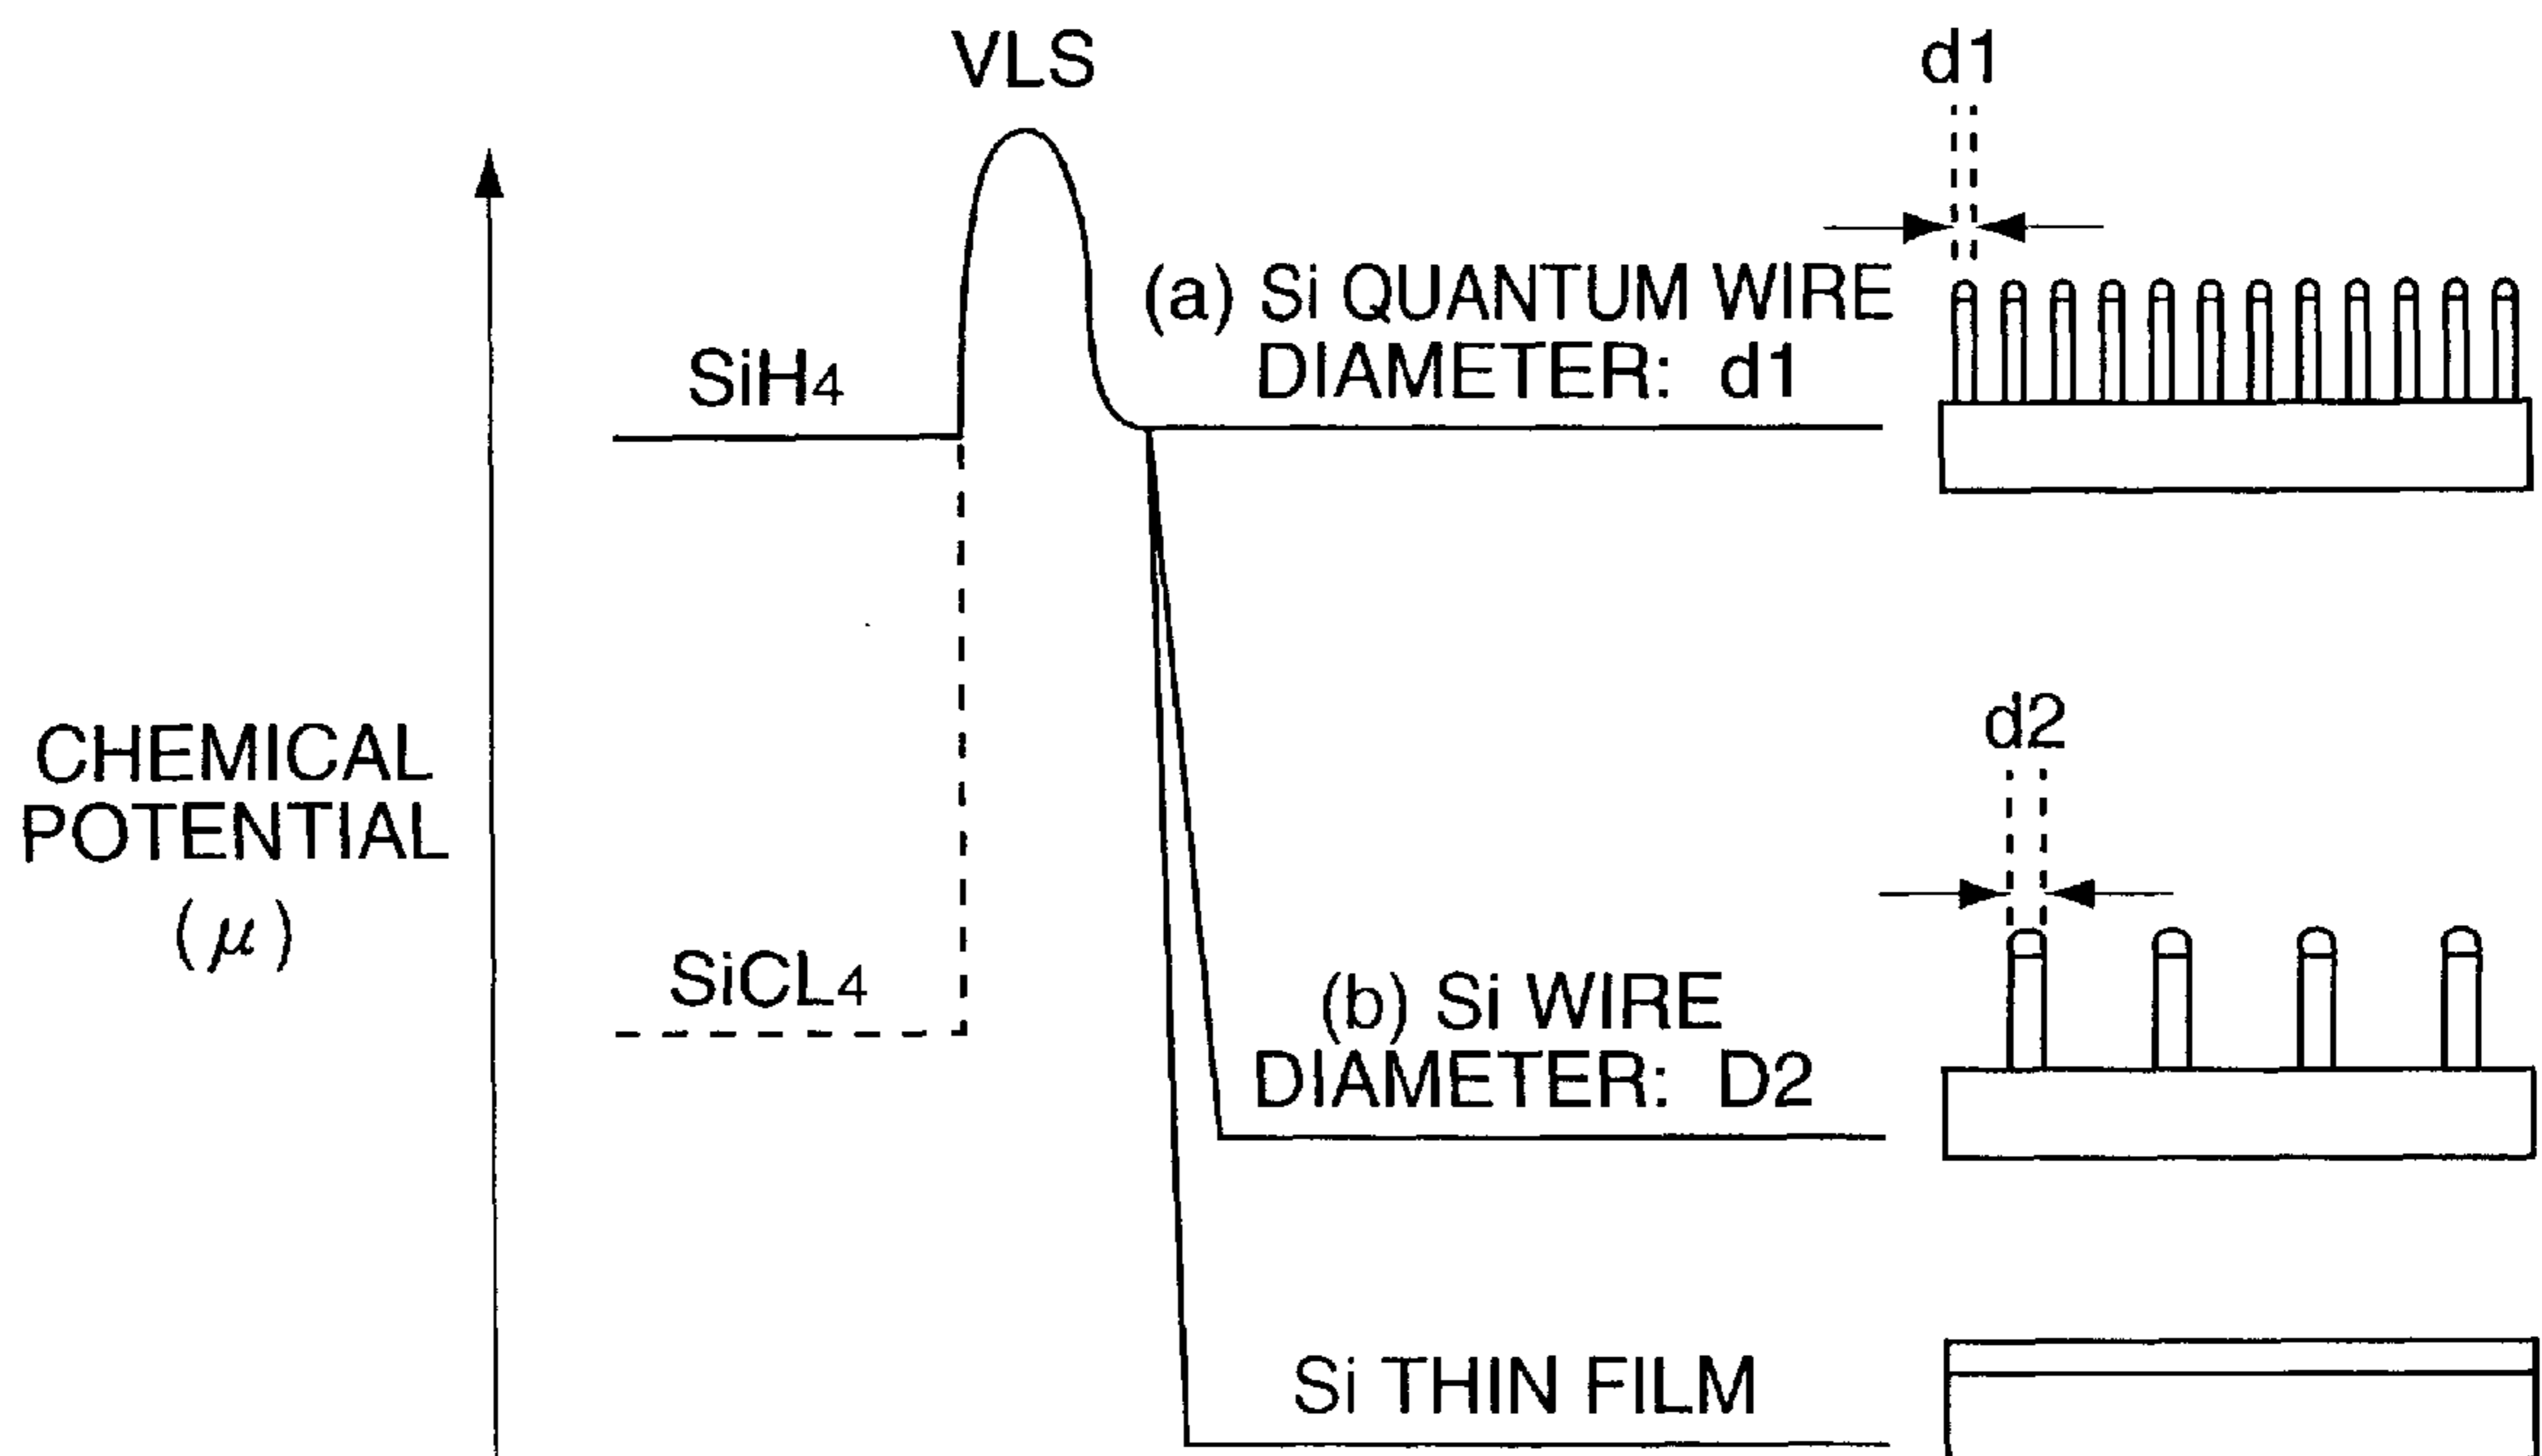 VLS
d1
(a) Si QUANTUM WIRE
DIAMETER: d1
SiH4
CHEMICAL
POTENTIAL
(μ)
d2
SiCL4
(b) Si WIRE
DIAMETER: D2
Si THIN FILM